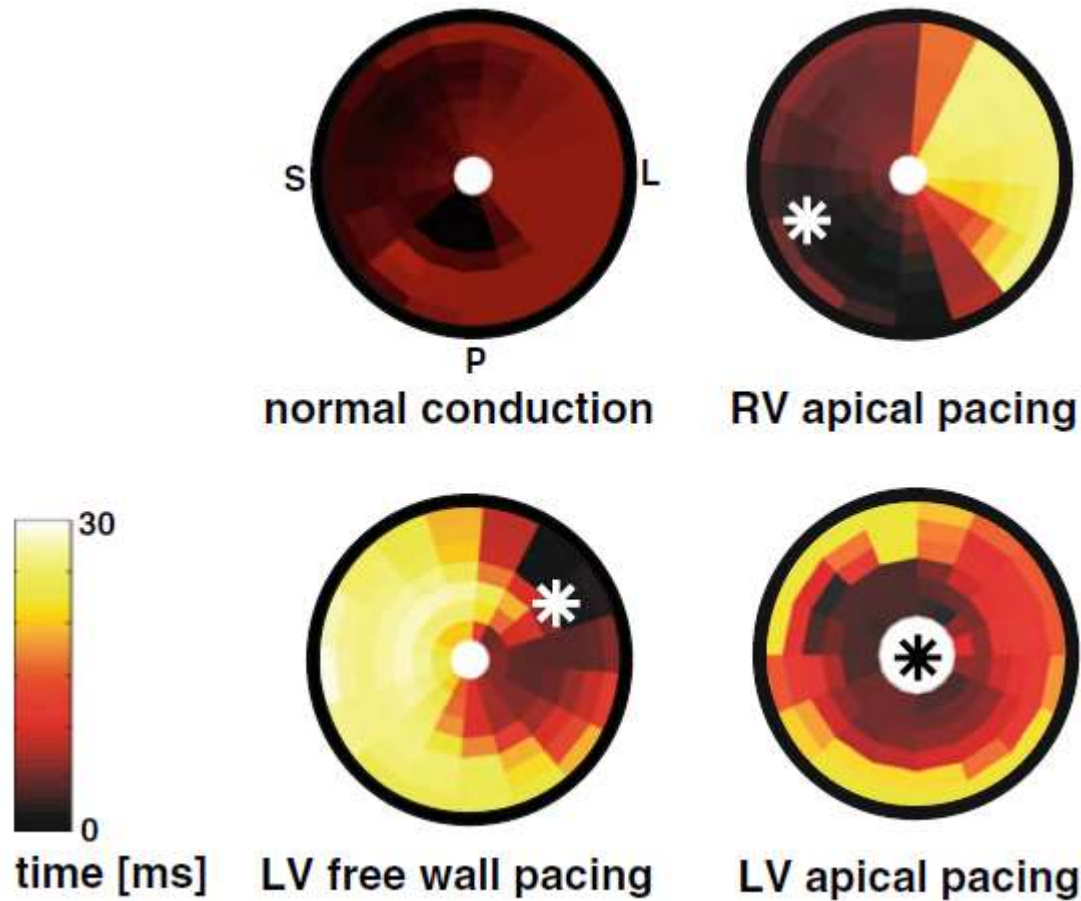 S
L
P
normal conduction
RV apical pacing
30
0
time [ms]
LV free wall pacing
LV apical pacing